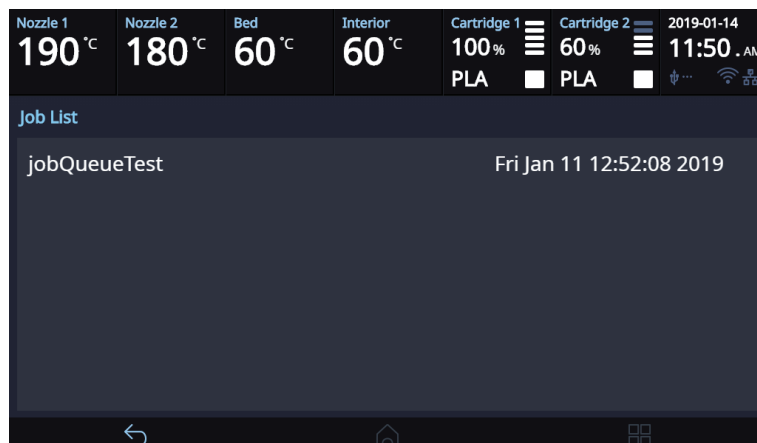 Nozzle 1 Nozzle 2 Bed Interior Cartridge 1 Cartridge 2 2019-01-14
190 °C 180 °C 60 °C 60 °C 100 % 60 % 11:50 . AM
PLA PLA
Job List
jobQueueTest Fri Jan 11 12:52:08 2019